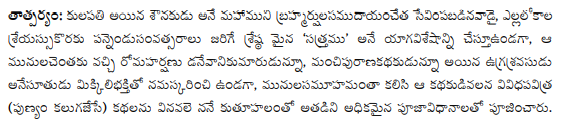 తాత్పర్యం: కులపతి అయిన శౌనకుడు అనే మహాముని బ్రహ్మర్షులసముదాయంచేత సేవింపబడినవాడై, ఎల్లలోకాల
శ్రేయస్సుకొరకు పన్నెండుసంవత్సరాలు జరిగే శ్రేష్ఠ మైన 'సత్త్రము' అనే యాగవిశేషాన్ని చేస్తూఉండగా, ఆ
మునులచెంతకు వచ్చి రోమహర్షణు డనేవానికుమారుడున్నూ, మంచిపురాణకథకుడున్నూ అయిన ఉగ్రశ్రవసుడు
అనేసూతుడు మిక్కిలిభక్తితో నమస్కరించి ఉండగా, మునులసమూహమంతా కలిసి ఆ కథకుడివలన వివిధపవిత్ర
(పుణ్యం కలుగజేసే) కథలను వినవలె ననే కుతూహలంతో అతడిని అధికమైన పూజావిధానాలతో పూజించారు.